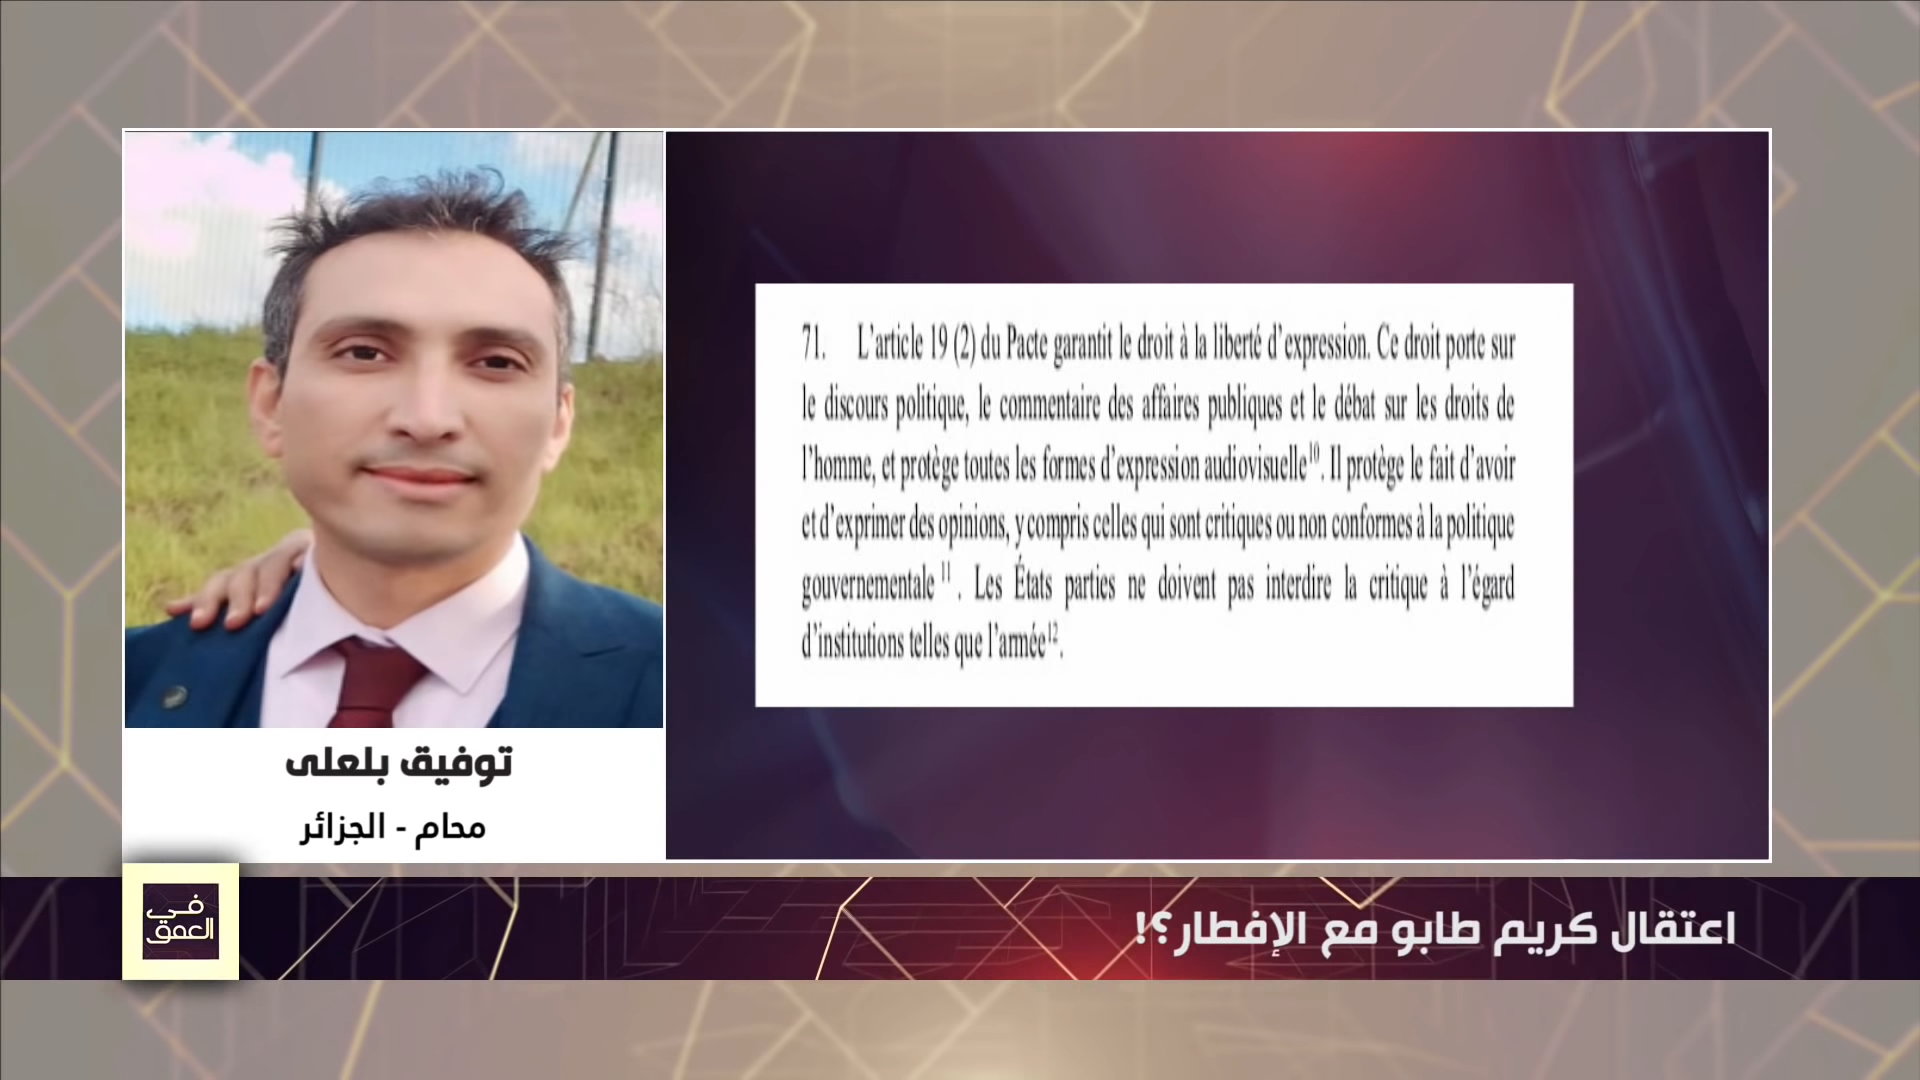 71. L'article 19 (2) du Pacte garantit le droit à la liberté d'expression. Ce droit porte sur
le discours politique, le commentaire des affaires publiques et le débat sur les droits de
l'homme, et protège toutes les formes d'expression audiovisuelle10. Il protège le fait d'avoir
et d'exprimer des opinions, y compris celles qui sont critiques ou non conformes à la politique
gouvernementale 11 . Les États parties ne doivent pas interdire la critique à l'égard
d'institutions telles que l'armée12.
توفيق بلعلى
محام - الجزائر
في
العمق
اعتقال كريم طابو مع الإفطار؟!